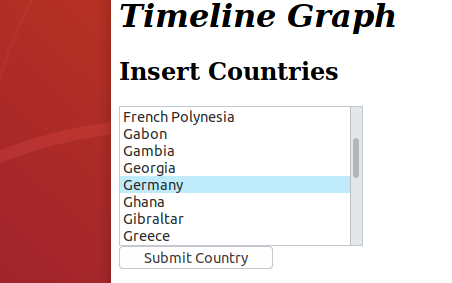 Timeline Graph
Insert Countries
French Polynesia
Gabon
Gambia
Georgia
Germany
Ghana
Gibraltar
Greece
Submit Country